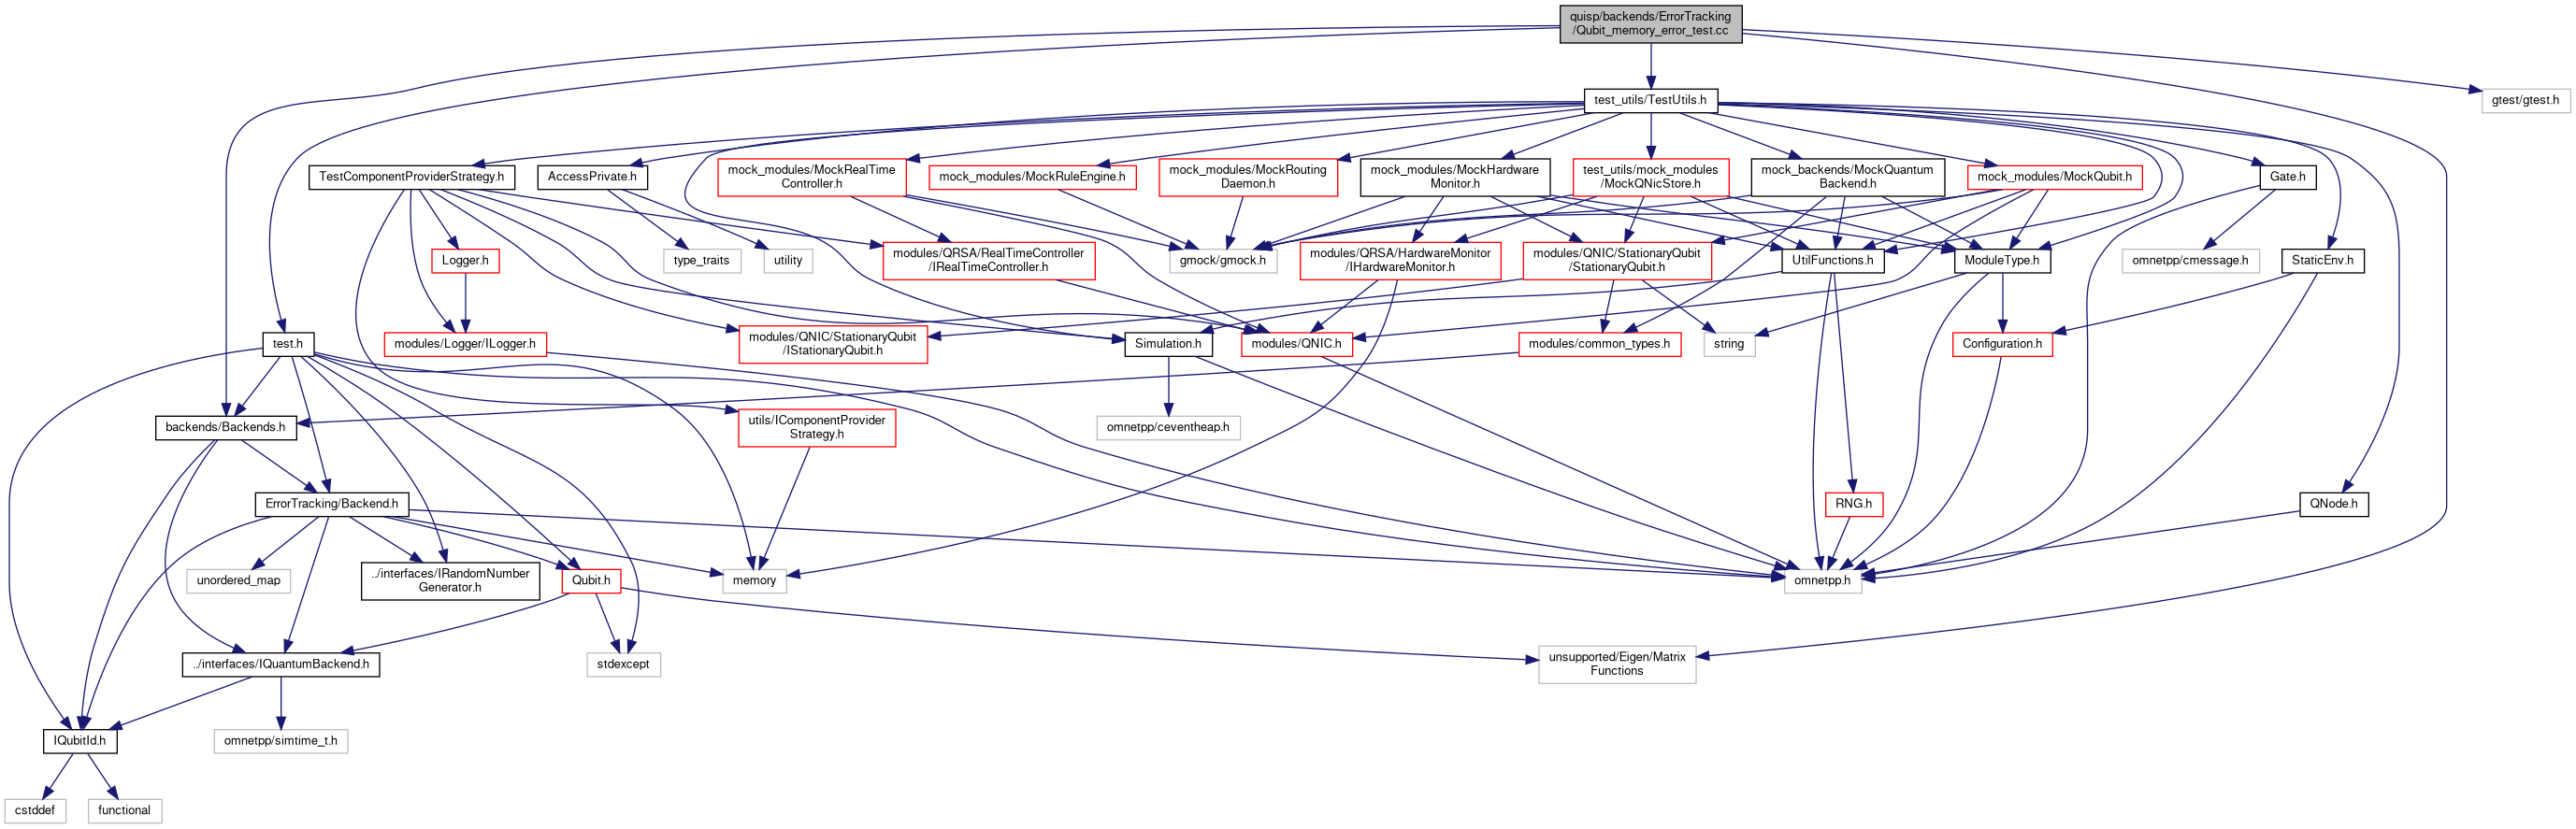 quisp/backends/ErrorTracking
/Qubit_memory_error_test.cc
test_utils/TestUtils.h
gtest/gtest.h
TestComponentProviderStrategy.h
AccessPrivate.h
mock_modules/MockRealTime
Controller.h
mock_modules/MockRuleEngine.h
mock_modules/MockRouting
Daemon.h
mock_modules/MockHardware
Monitor.h
test_utils/mock_modules
/MockQNicStore.h
mock_backends/MockQuantum
Backend.h
mock_modules/MockQubit.h
Gate.h
Logger.h
type_traits
utility
modules/QRSA/RealTimeController
/IRealTimeController.h
gmock/gmock.h
modules/QRSA/HardwareMonitor
/IHardwareMonitor.h
modules/QNIC/StationaryQubit
/StationaryQubit.h
UtilFunctions.h
ModuleType.h
omnetpp/cmessage.h
StaticEnv.h
test.h
modules/Logger/ILogger.h
modules/QNIC/StationaryQubit
/IStationaryQubit.h
Simulation.h
modules/QNIC.h
modules/common_types.h
string
Configuration.h
backends/Backends.h
utils/IComponentProvider
Strategy.h
omnetpp/ceventheap.h
ErrorTracking/Backend.h
RNG.h
QNode.h
unordered_map
../interfaces/IRandomNumber
Generator.h
Qubit.h
memory
omnetpp.h
../interfaces/IQuantumBackend.h
stdexcept
unsupported/Eigen/Matrix
Functions
IQubitId.h
omnetpp/simtime_t.h
cstddef
functional